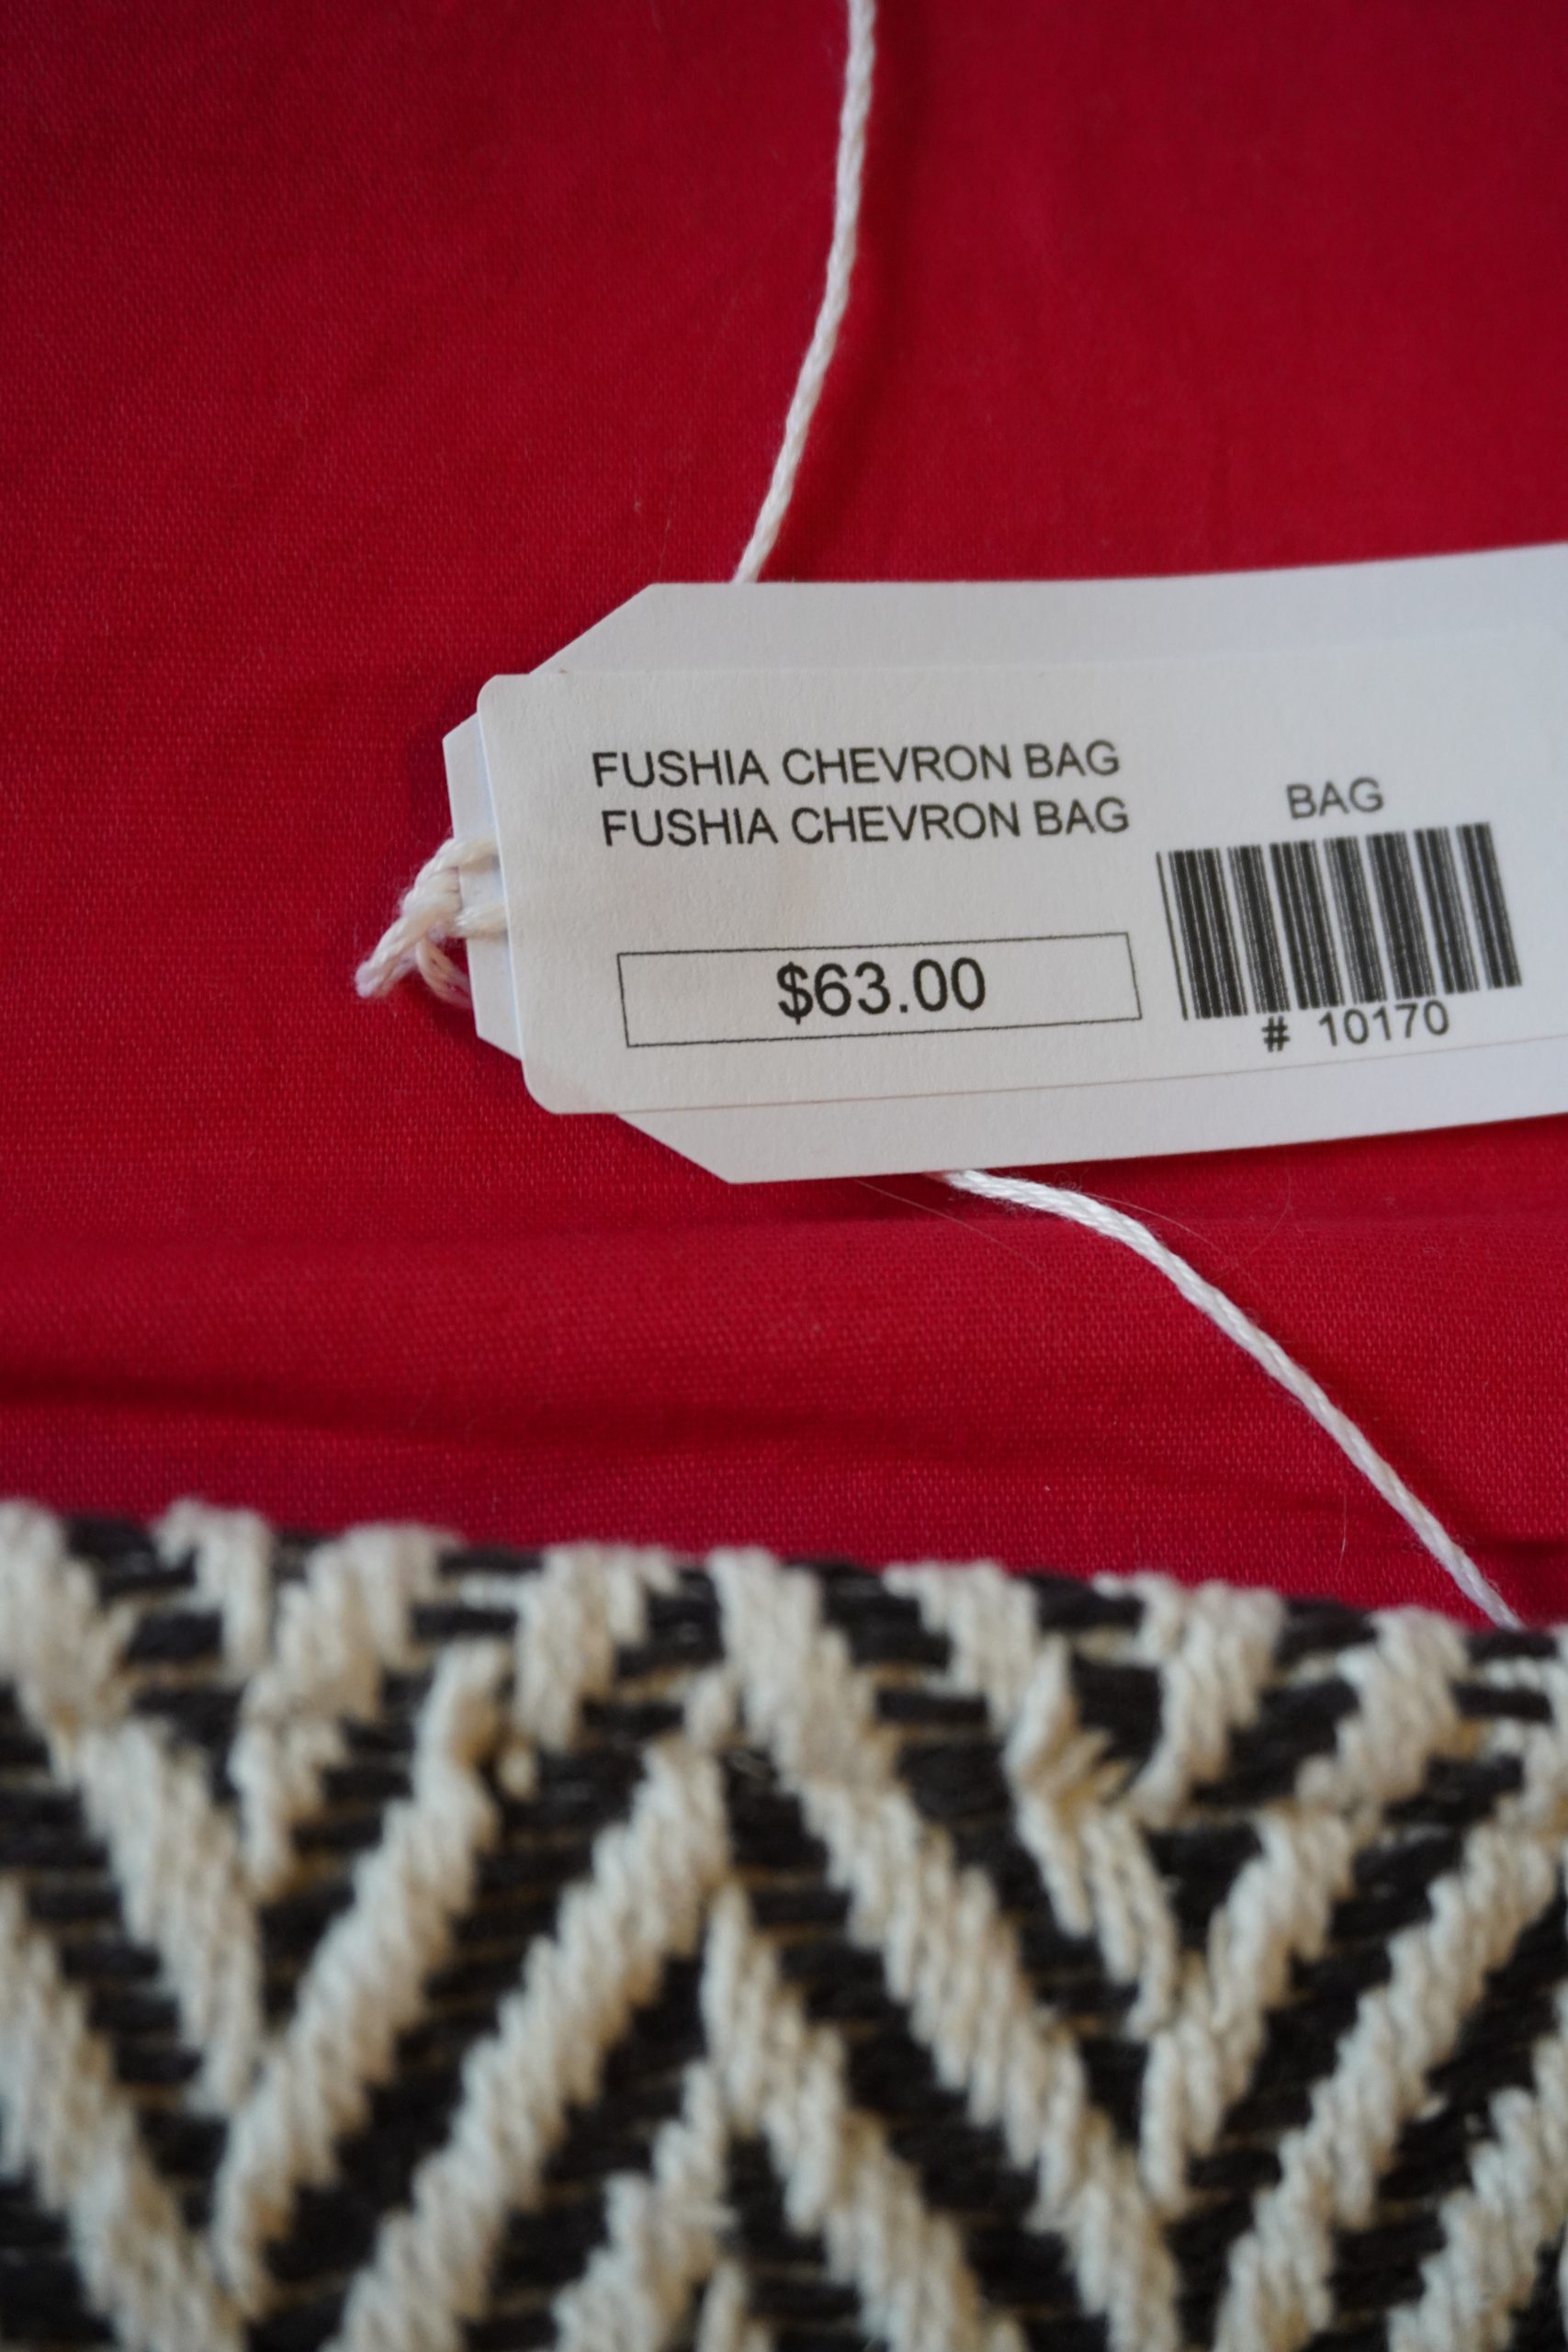 FUSHIA CHEVRON BAG
FUSHIA CHEVRON BAG
$63.00
BAG
# 10170